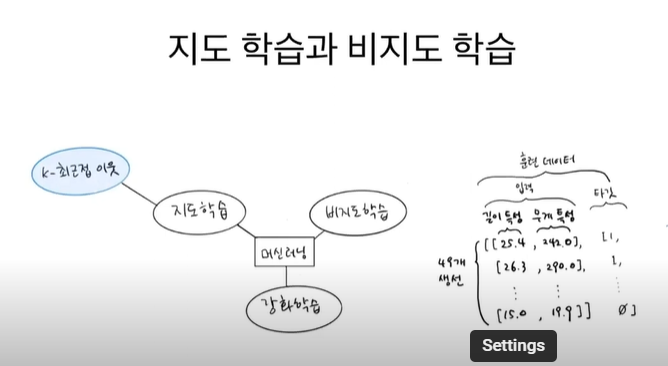 지도 학습과 비지도 학습
k-최근접 이웃
지도학습
비지도학습
머신러닝
강화학습
훈련 데이터
입력
타깃
길이 특성 무게 특성
49개
생선
[[25.4, 242.0], [1,
[26.3, 290.0], 1,
⋮ ⋮ ⋮
[15.0, 19.9]] 0]
Settings